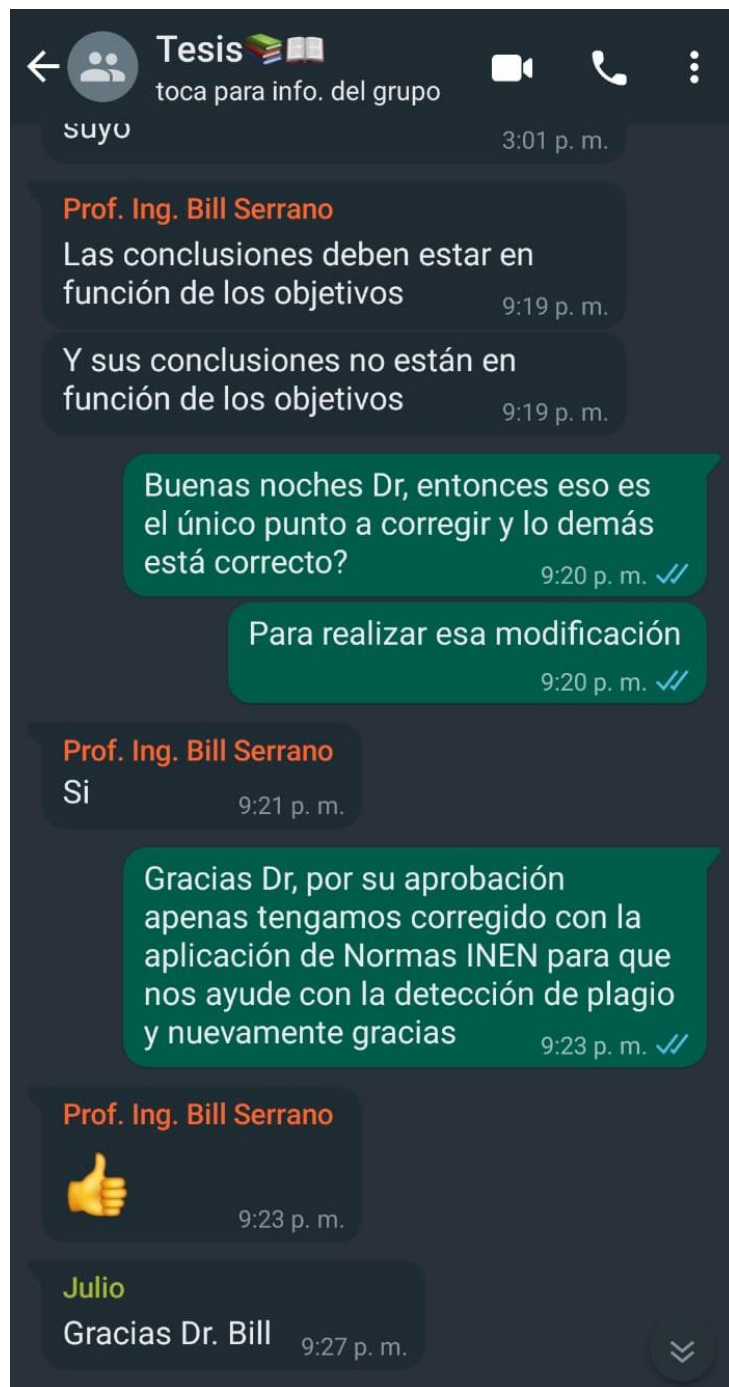 Tesis📚📖
toca para info. del grupo
suyo
3:01 p. m.
Prof. Ing. Bill Serrano
Las conclusiones deben estar en
función de los objetivos
9:19 p. m.
Y sus conclusiones no están en
función de los objetivos
9:19 p. m.
Buenas noches Dr, entonces eso es
el único punto a corregir y lo demás
está correcto?
9:20 p. m.
Para realizar esa modificación
9:20 p. m.
Prof. Ing. Bill Serrano
Si
9:21 p. m.
Gracias Dr, por su aprobación
apenas tengamos corregido con la
aplicación de Normas INEN para que
nos ayude con la detección de plagio
y nuevamente gracias
9:23 p. m.
Prof. Ing. Bill Serrano
👍
9:23 p. m.
Julio
Gracias Dr. Bill
9:27 p. m.